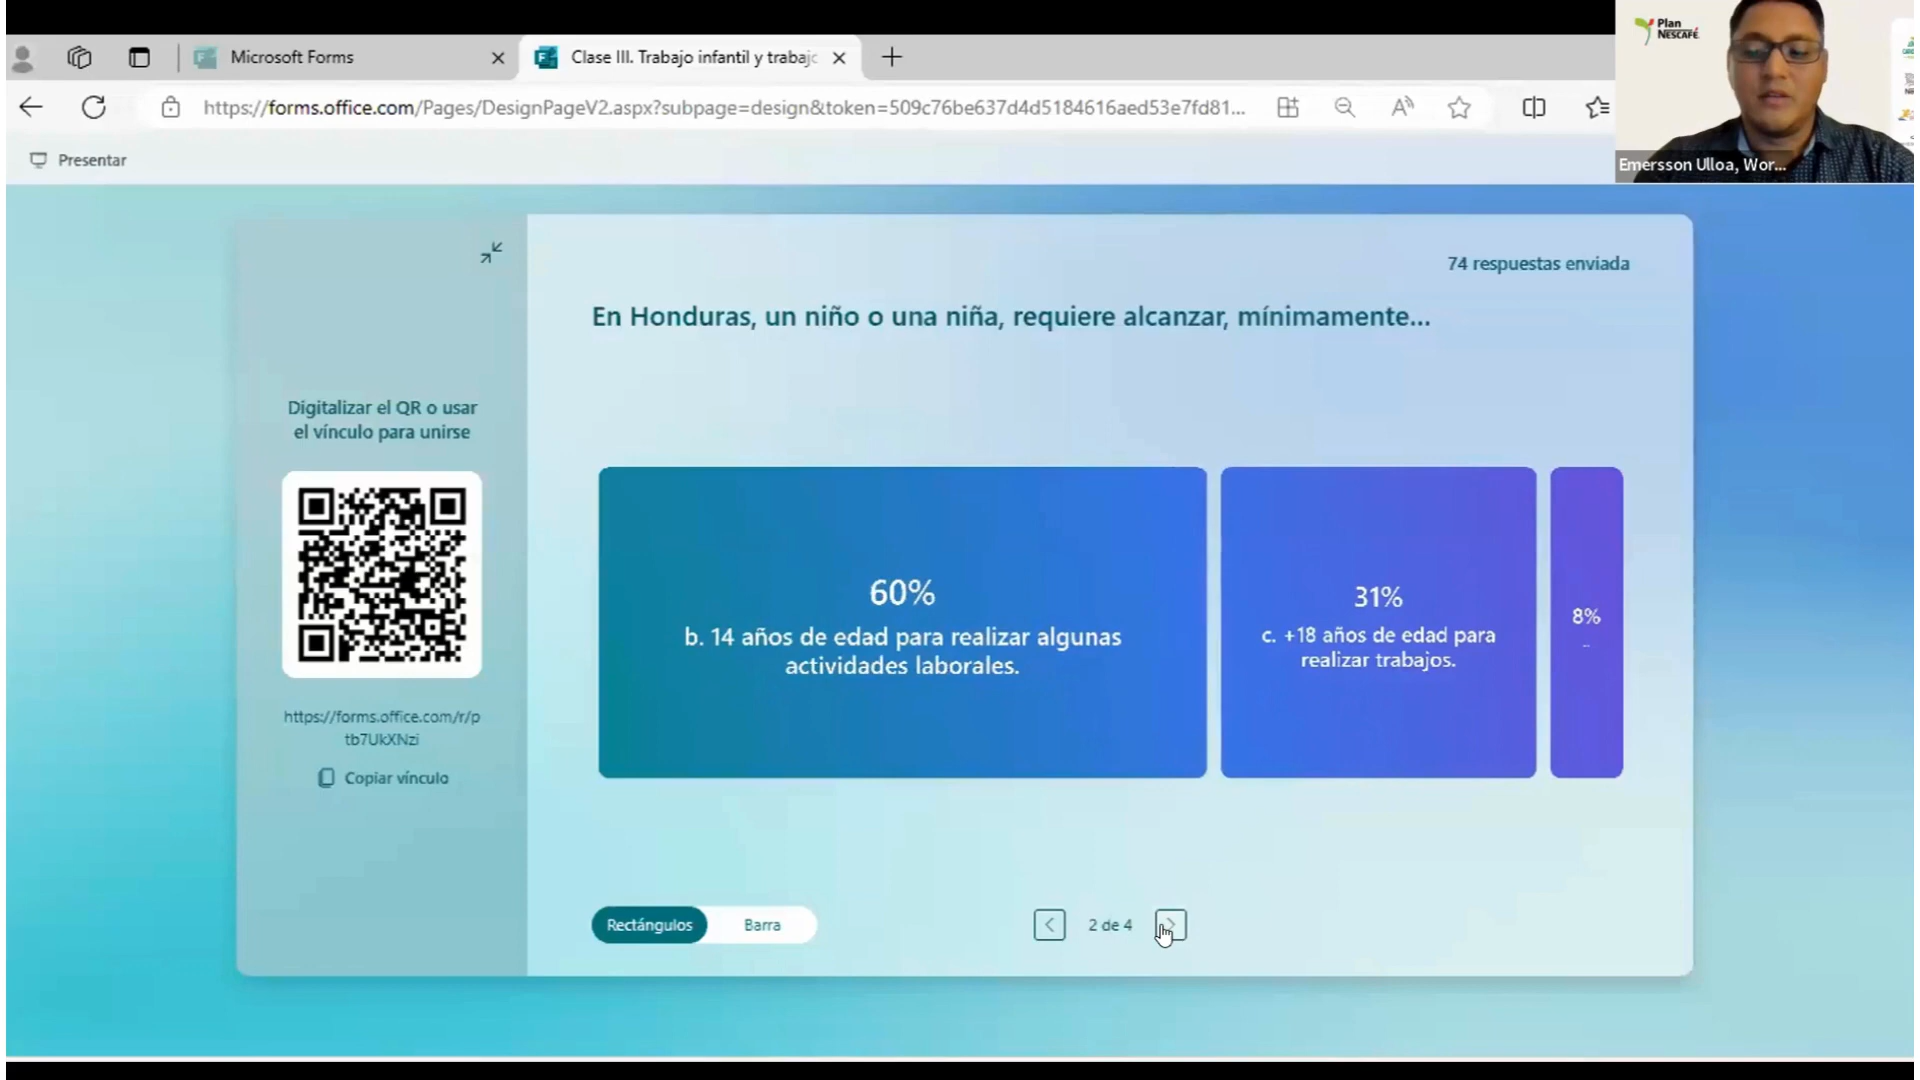 Microsoft Forms
Clase III. Trabajo infantil y trabajo
https://forms.office.com/Pages/DesignPageV2.aspx?subpage=design&token=509c76be637d4d5184616aed53e7fd81...
Plan
NESCAFÉ
Emersson Ulloa, Wor...
Presentar
74 respuestas enviada
En Honduras, un niño o una niña, requiere alcanzar, mínimamente...
Digitalizar el QR o usar
el vínculo para unirse
https://forms.office.com/r/p
tb7UkXNzi
Copiar vínculo
60%
b. 14 años de edad para realizar algunas
actividades laborales.
31%
c. +18 años de edad para
realizar trabajos.
8%
..
Rectángulos
Barra
2 de 4